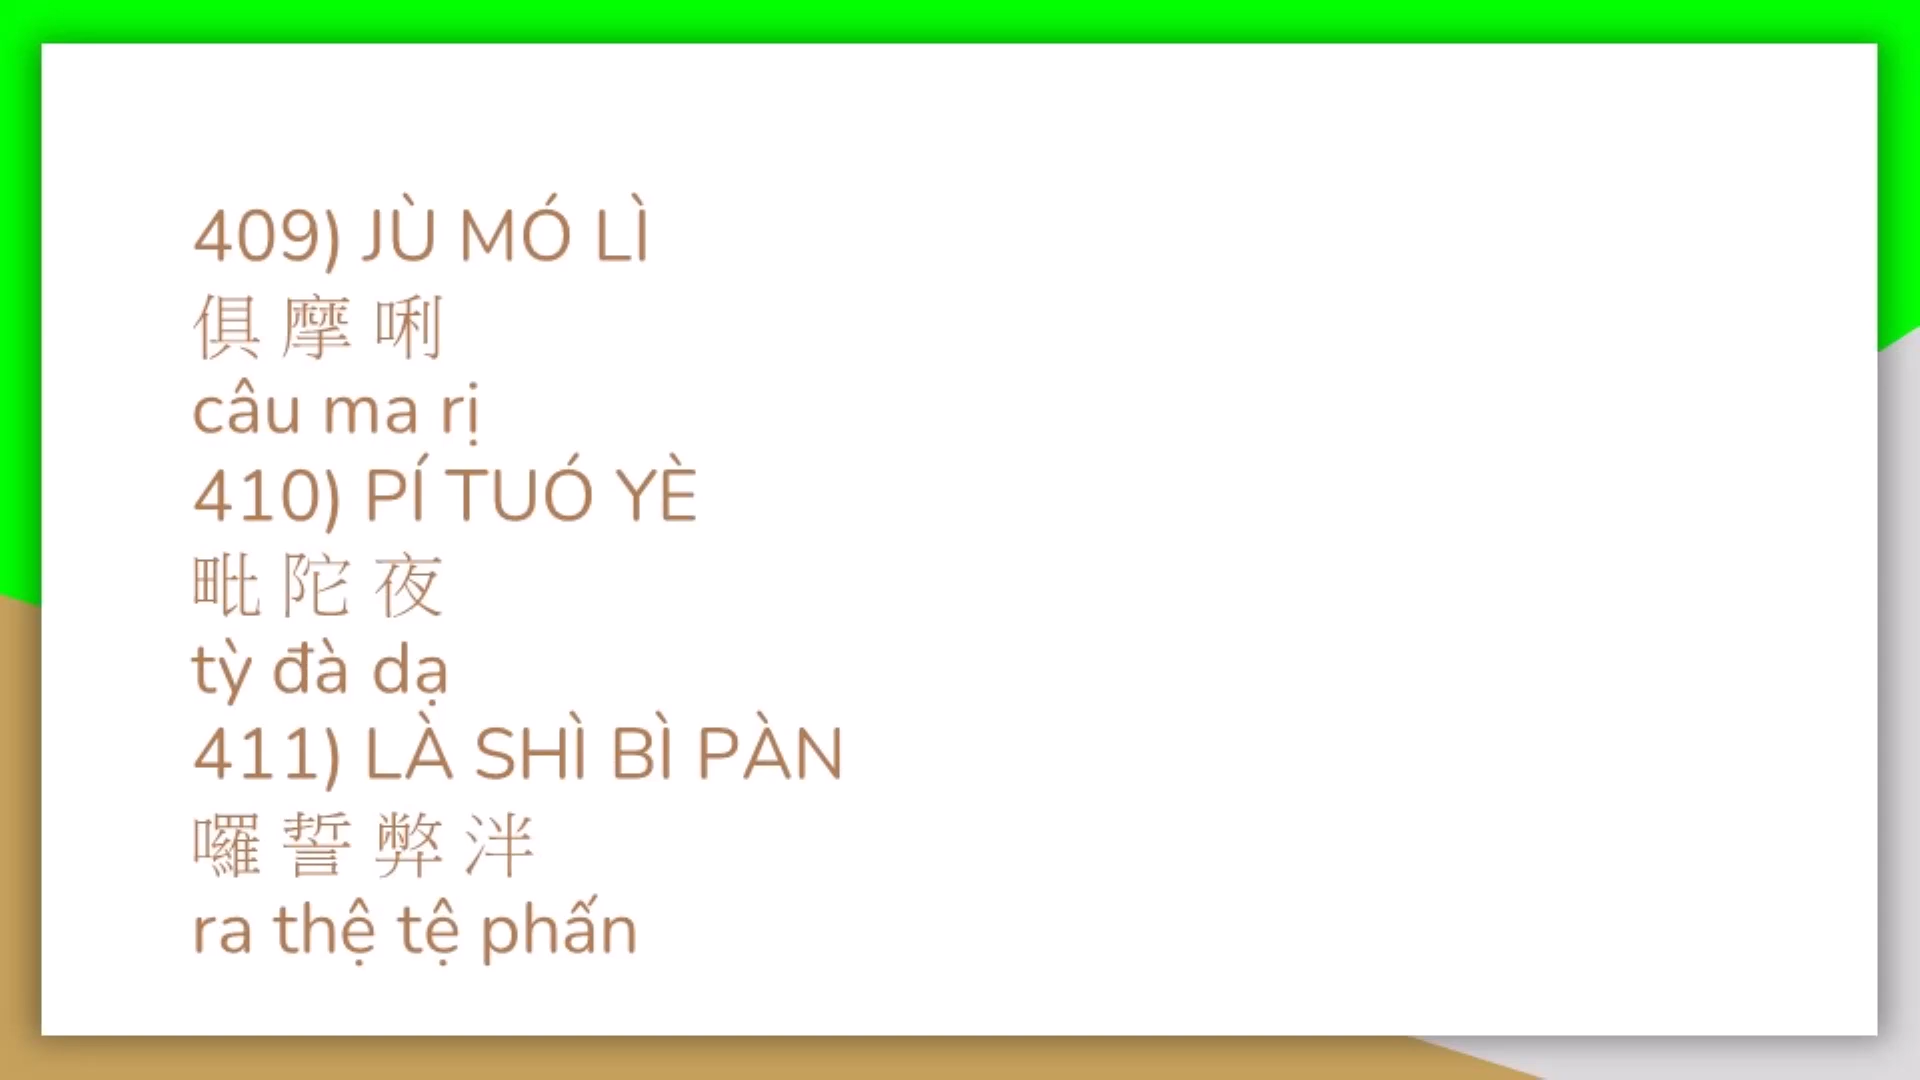 409) JÙ MÓ LÌ
俱 摩 唎
câu ma rị
410) PÍ TUÓ YÈ
毗 陀 夜
tỳ đà dạ
411) LÀ SHÌ BÌ PÀN
囉 誓 弊 泮
ra thệ tệ phấn